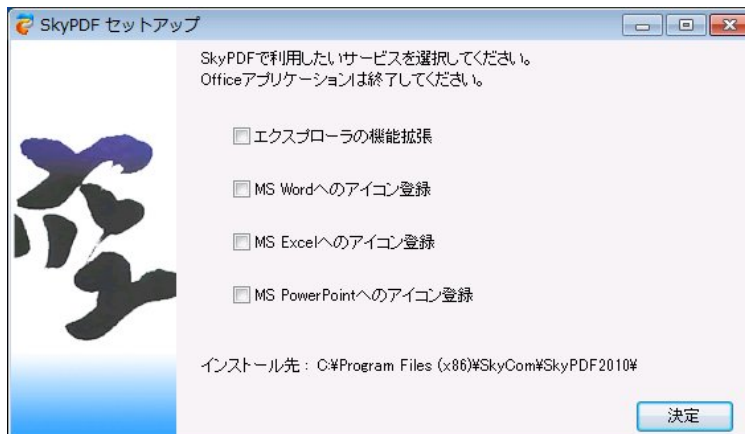 SkyPDF セットアップ
SkyPDFで利用したいサービスを選択してください。
Officeアプリケーションは終了してください。
エクスプローラの機能拡張
MS Wordへのアイコン登録
MS Excelへのアイコン登録
MS PowerPointへのアイコン登録
空
インストール先 : C:¥Program Files (x86)¥SkyCom¥SkyPDF2010¥
決定